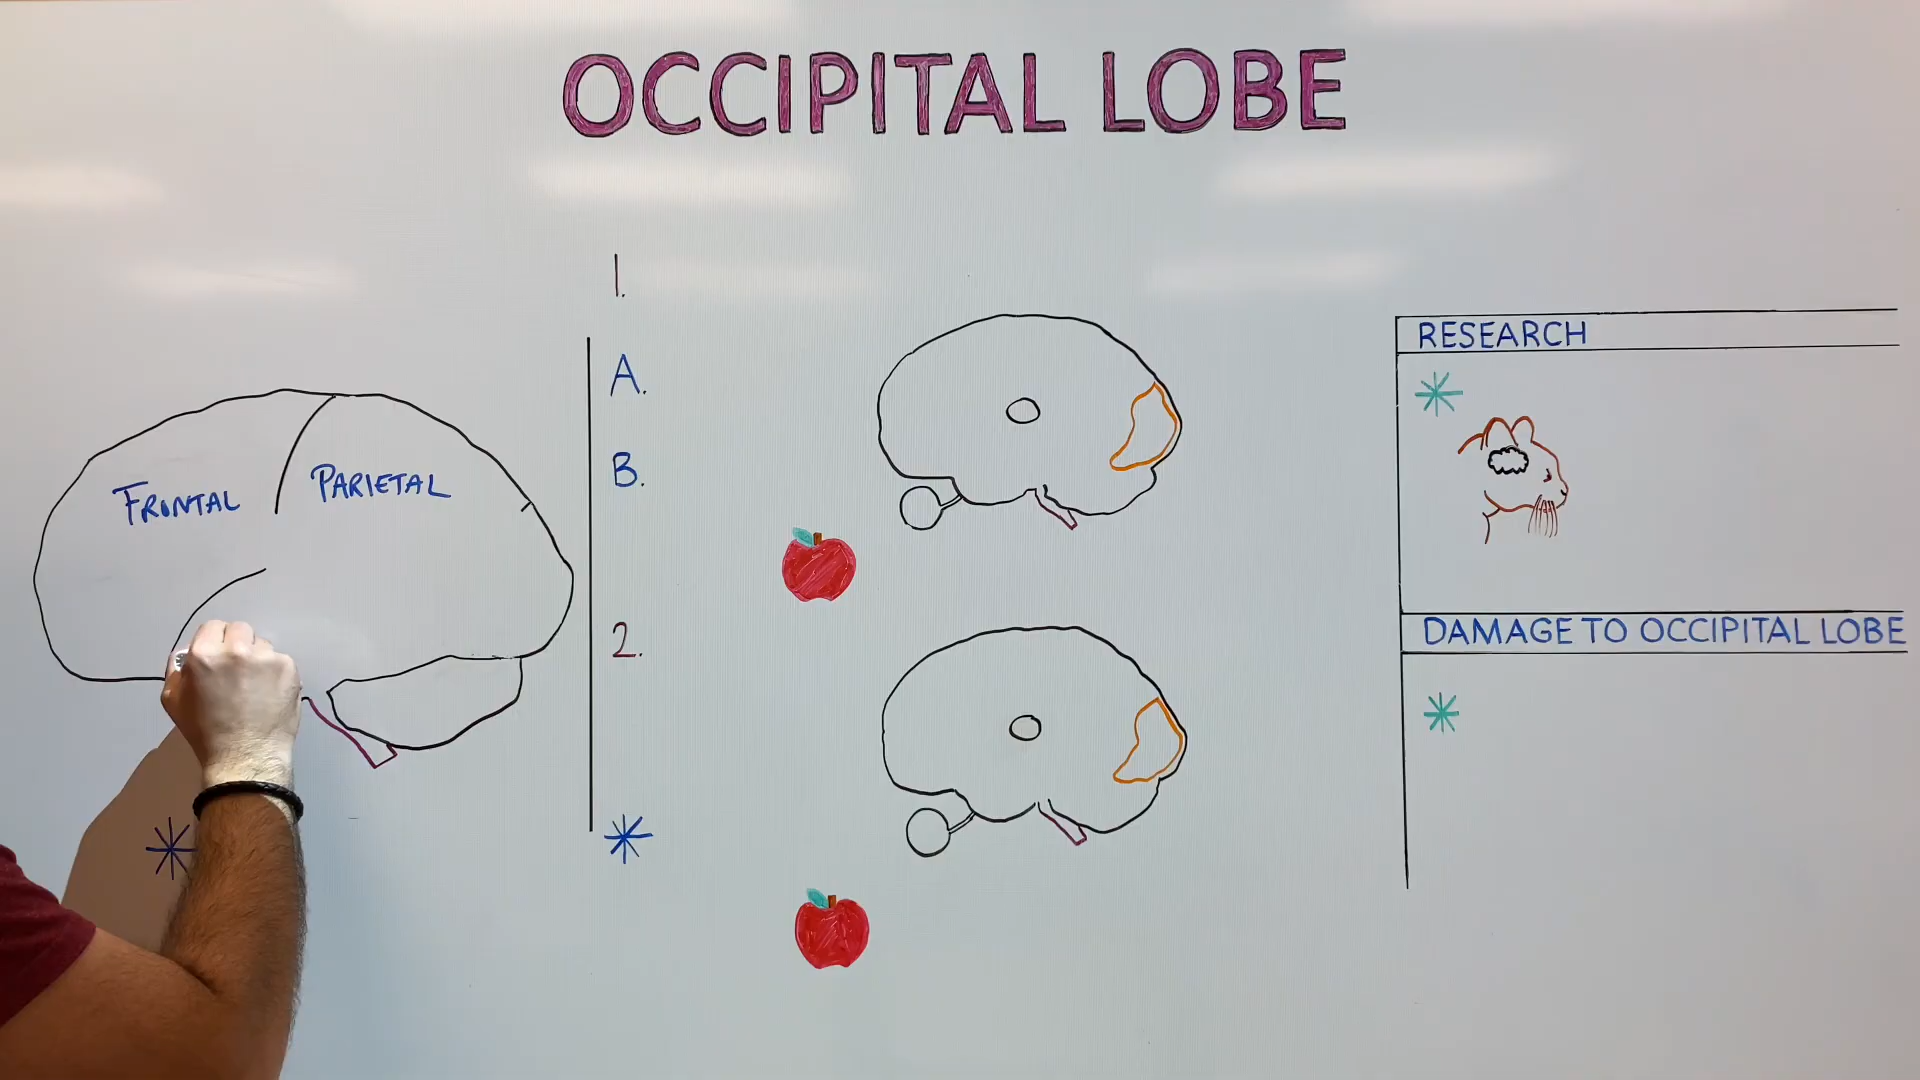 OCCIPITAL LOBE
FRONTAL
PARIETAL
1.
A.
B.
2.
RESEARCH
DAMAGE TO OCCIPITAL LOBE